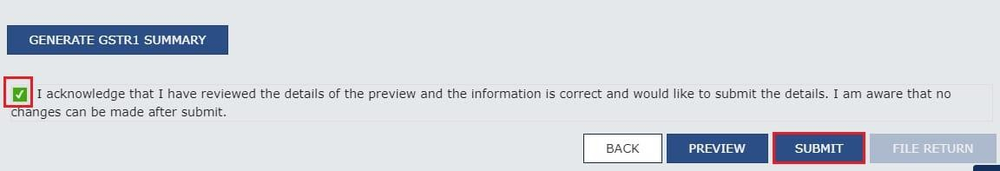 GENERATE GSTR1 SUMMARY
I acknowledge that I have reviewed the details of the preview and the information is correct and would like to submit the details. I am aware that no
changes can be made after submit.
BACK PREVIEW SUBMIT FILE RETURN